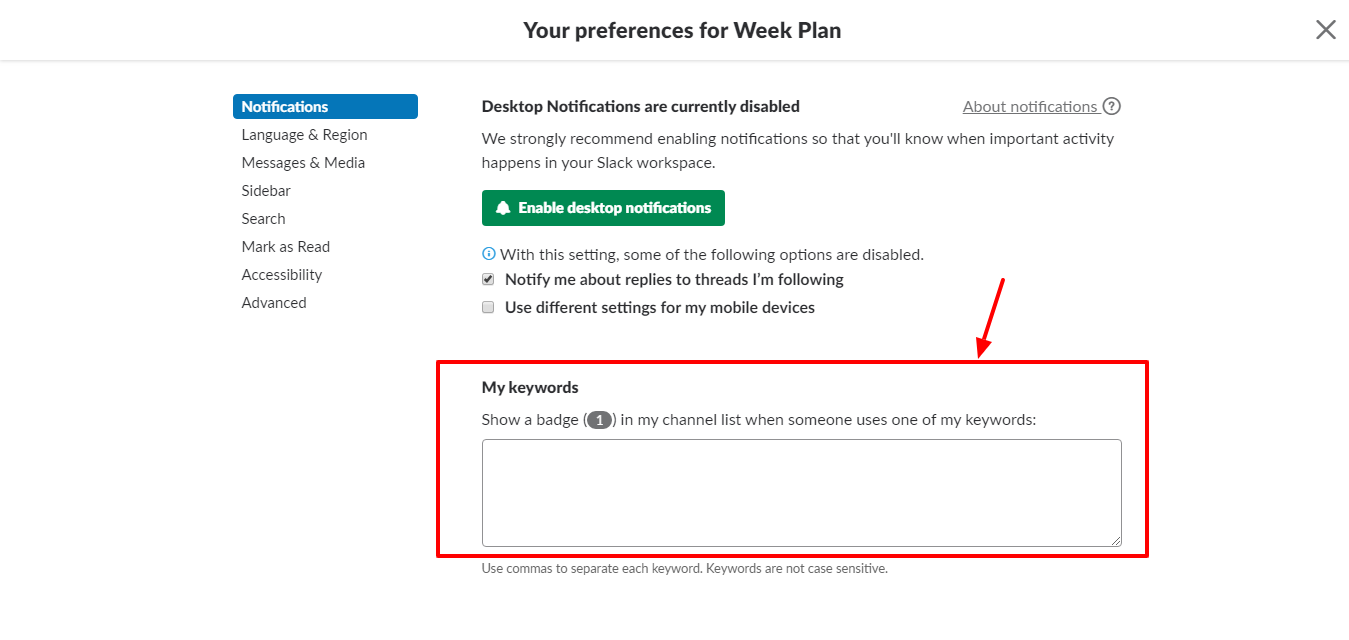 Your preferences for Week Plan
Notifications
Language & Region
Messages & Media
Sidebar
Search
Mark as Read
Accessibility
Advanced
Desktop Notifications are currently disabled
About notifications ?
We strongly recommend enabling notifications so that you'll know when important activity
happens in your Slack workspace.
Enable desktop notifications
With this setting, some of the following options are disabled.
Notify me about replies to threads I’m following
Use different settings for my mobile devices
My keywords
Show a badge (1) in my channel list when someone uses one of my keywords:
Use commas to separate each keyword. Keywords are not case sensitive.